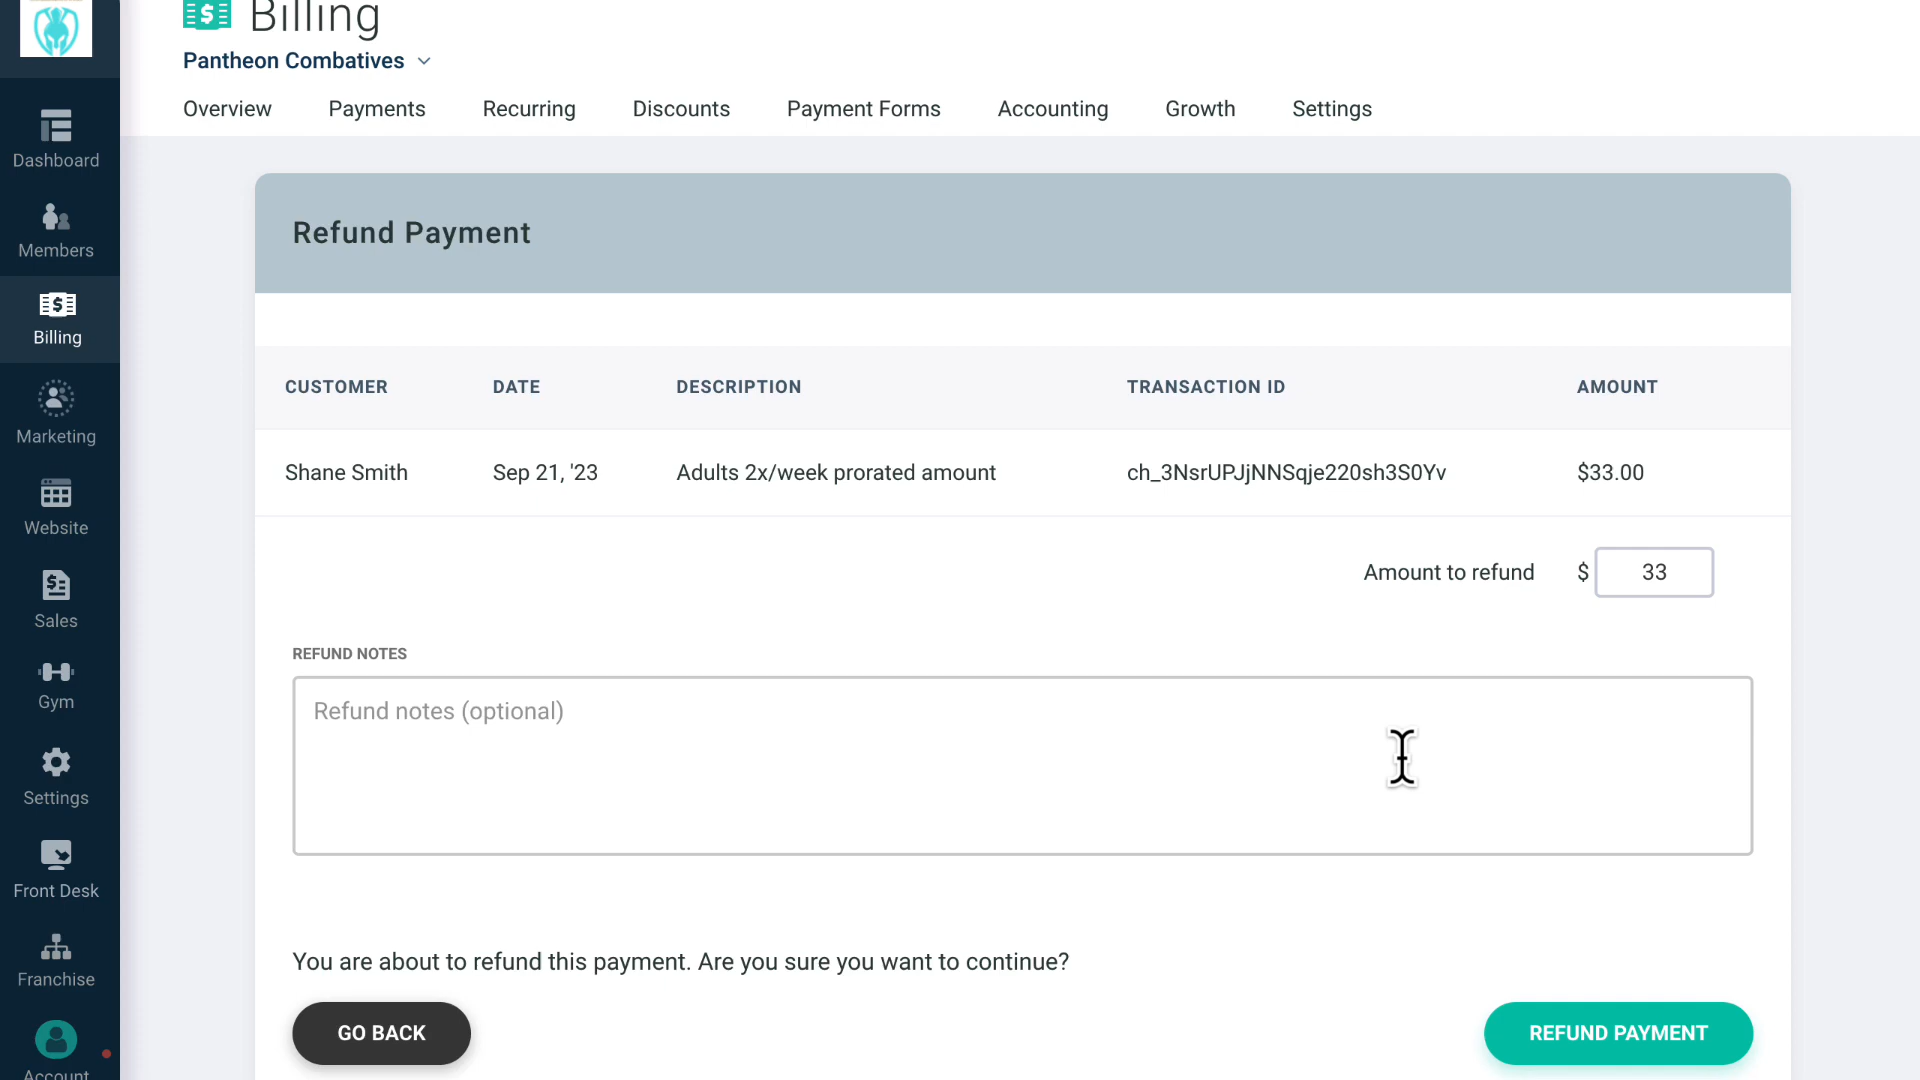 Billing
Pantheon Combatives
Overview Payments Recurring Discounts Payment Forms Accounting Growth Settings
Dashboard
Members
Billing
Marketing
Website
Sales
Gym
Settings
Front Desk
Franchise
Account
Refund Payment
CUSTOMER DATE DESCRIPTION TRANSACTION ID AMOUNT
Shane Smith Sep 21, '23 Adults 2x/week prorated amount ch_3NsrUPJjNNSqje220sh3S0Yv $33.00
Amount to refund $ 33
REFUND NOTES
Refund notes (optional)
You are about to refund this payment. Are you sure you want to continue?
GO BACK REFUND PAYMENT